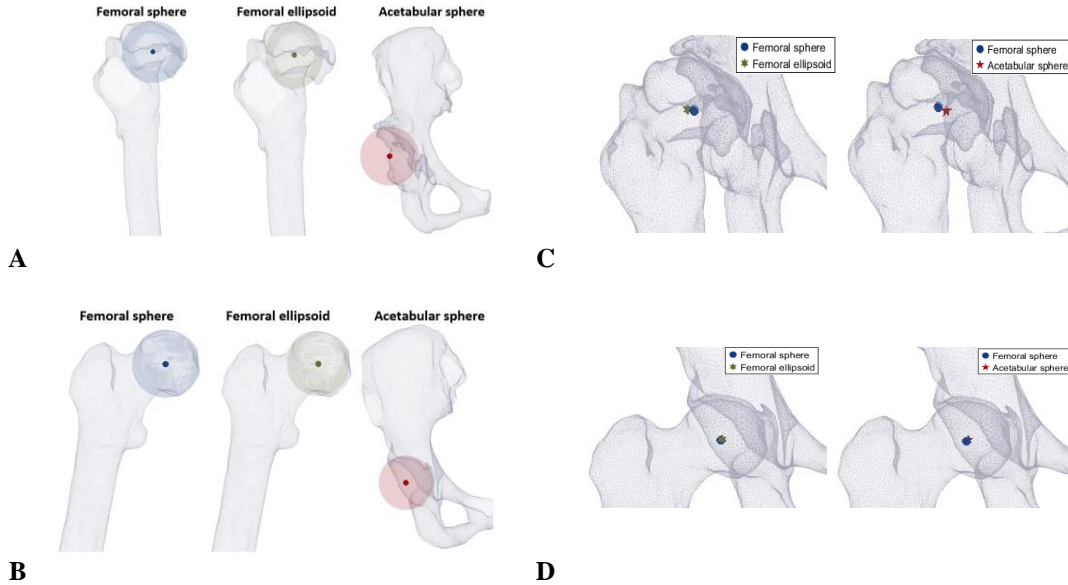 Femoral sphere Femoral ellipsoid Acetabular sphere
A
Femoral sphere Femoral ellipsoid Acetabular sphere
B
Femoral sphere
Femoral ellipsoid
Femoral sphere
Acetabular sphere
C
Femoral sphere
Femoral ellipsoid
Femoral sphere
Acetabular sphere
D